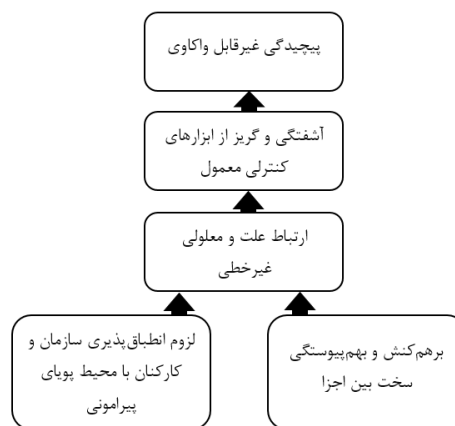 پیچیدگی غیرقابل واکاوی
آشفتگی و گریز از ابزارهای
کنترلی معمول
ارتباط علت و معلولی
غیرخطی
برهم‌کنش و بهم‌پیوستگی
سخت بین اجزا
لزوم انطباق‌پذیری سازمان و
کارکنان با محیط پویای
پیرامونی